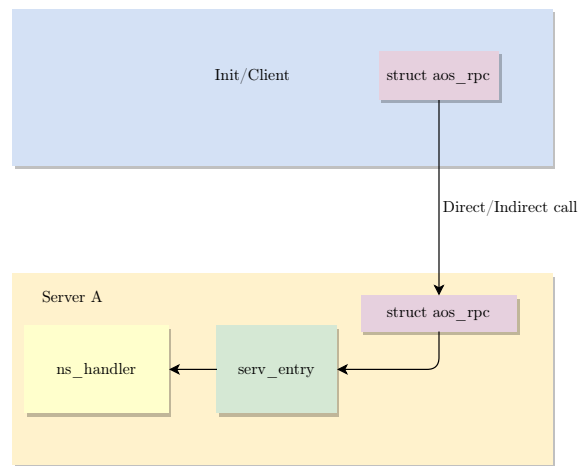 Init/Client
struct aos_rpc
Direct/Indirect call
Server A
struct aos_rpc
ns_handler
serv_entry